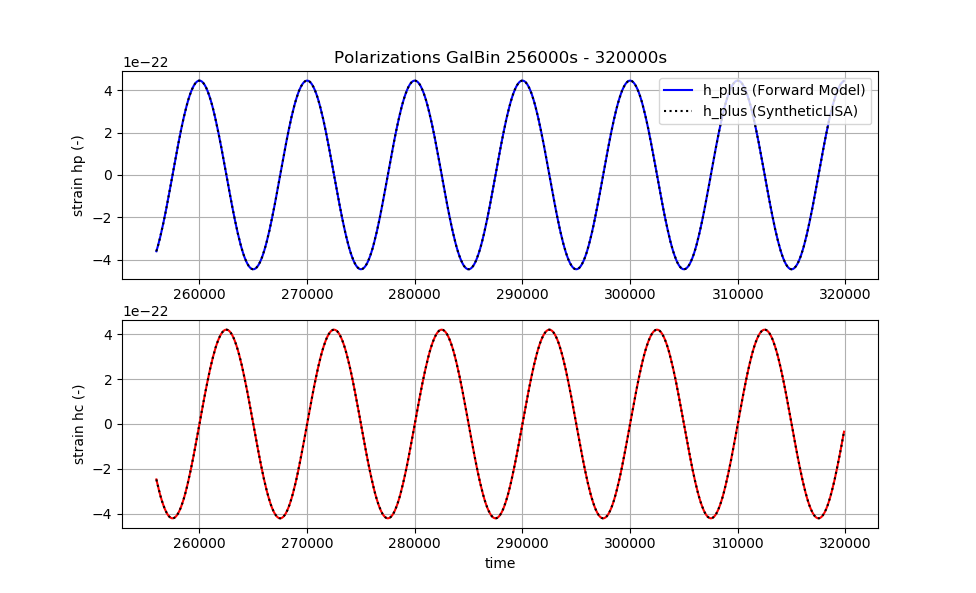 Polarizations GalBin 256000s - 320000s
1e−22
h_plus (Forward Model)
h_plus (SyntheticLISA)
4
2
0
−2
−4
strain hp (-)
260000 270000 280000 290000 300000 310000 320000
1e−22
4
2
0
−2
−4
strain hc (-)
260000 270000 280000 290000 300000 310000 320000
time